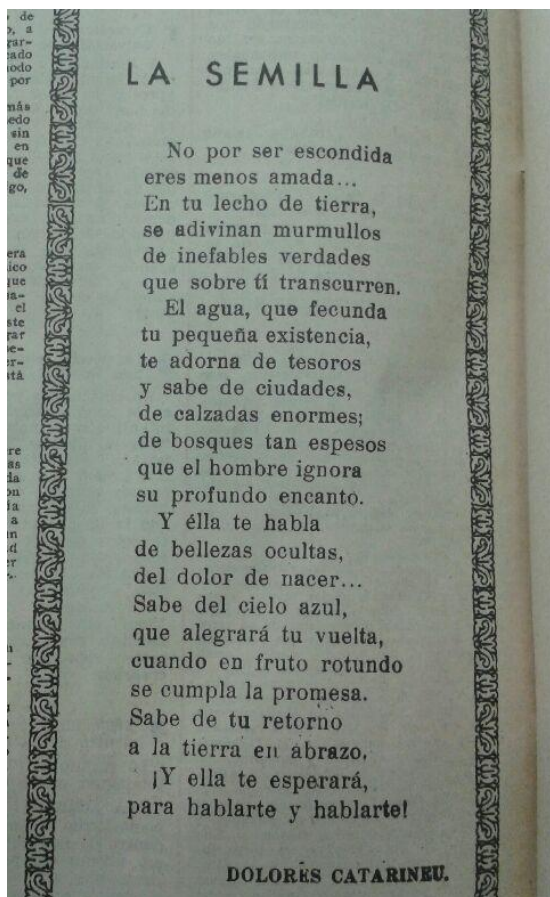 LA SEMILLA
No por ser escondida
eres menos amada...
En tu lecho de tierra,
se adivinan murmullos
de inefables verdades
que sobre tí transcurren.
El agua, que fecunda
tu pequeña existencia,
te adorna de tesoros
y sabe de ciudades,
de calzadas enormes;
de bosques tan espesos
que el hombre ignora
su profundo encanto.
Y élla te habla
de bellezas ocultas,
del dolor de nacer...
Sabe del cielo azul,
que alegrará tu vuelta,
cuando en fruto rotundo
se cumpla la promesa.
Sabe de tu retorno
a la tierra en abrazo.
¡Y ella te esperará,
para hablarte y hablarte!
DOLORES CATARINEU.